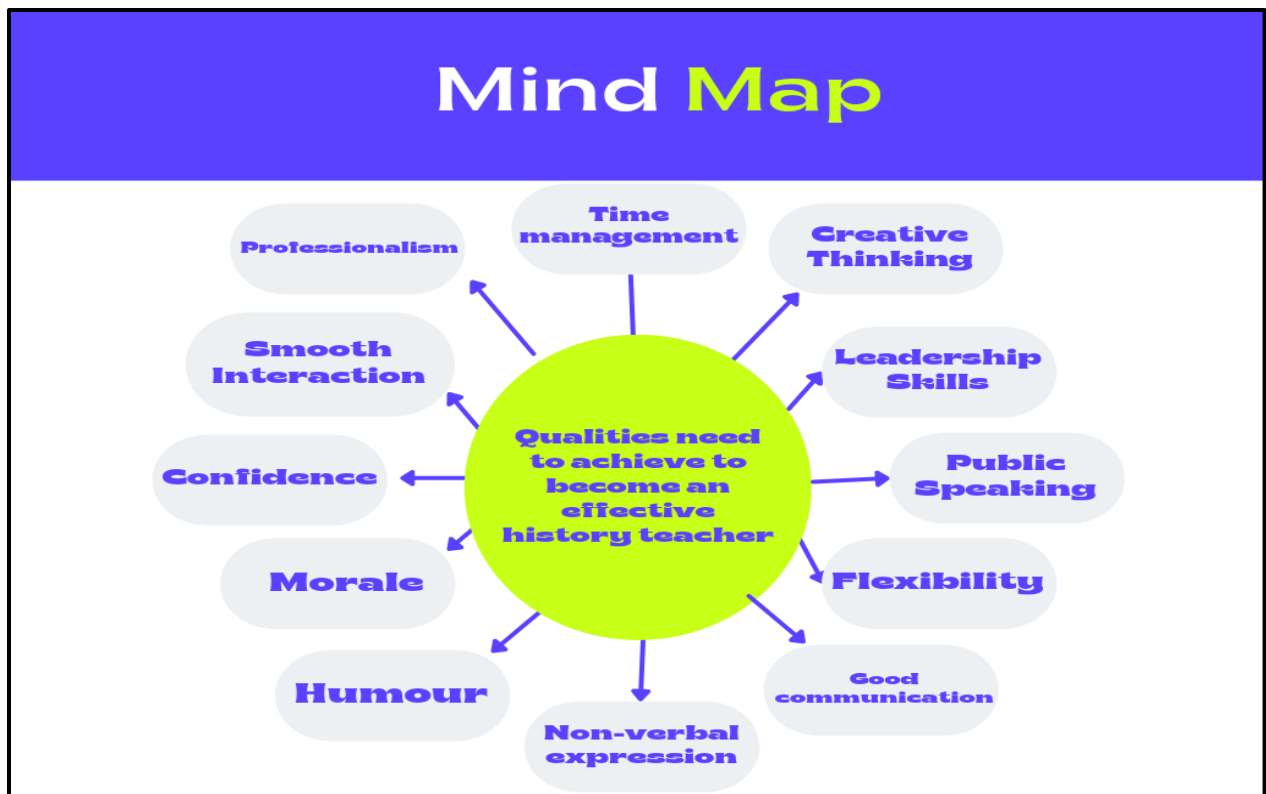 Mind Map
Time
management
Professionalism
Creative
Thinking
Smooth
Interaction
Leadership
Skills
Qualities need
to achieve to
become an
effective
history teacher
Confidence
Public
Speaking
Morale
Flexibility
Humour
Good
communication
Non-verbal
expression